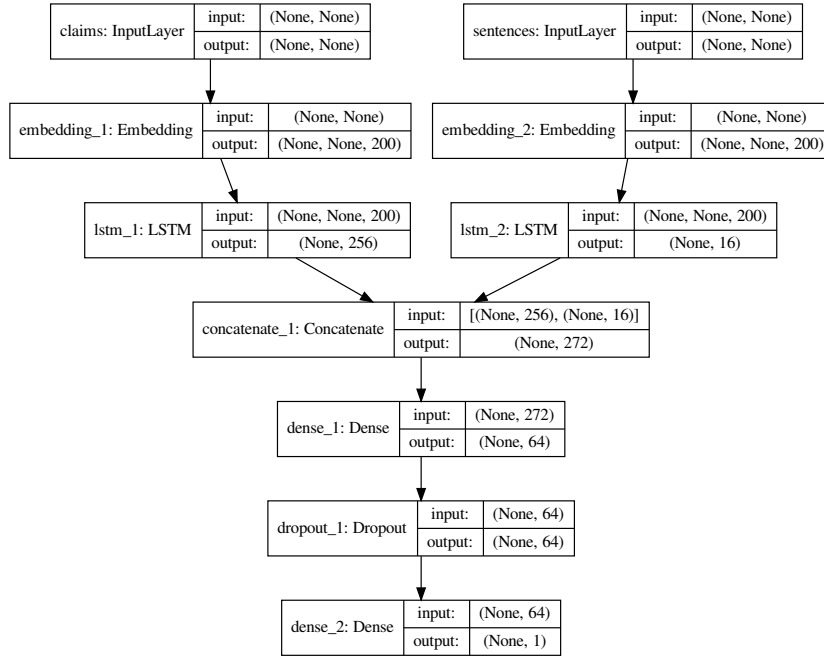 claims: InputLayer input: (None, None) output: (None, None)
sentences: InputLayer input: (None, None) output: (None, None)
embedding_1: Embedding input: (None, None) output: (None, None, 200)
embedding_2: Embedding input: (None, None) output: (None, None, 200)
lstm_1: LSTM input: (None, None, 200) output: (None, 256)
lstm_2: LSTM input: (None, None, 200) output: (None, 16)
concatenate_1: Concatenate input: [(None, 256), (None, 16)] output: (None, 272)
dense_1: Dense input: (None, 272) output: (None, 64)
dropout_1: Dropout input: (None, 64) output: (None, 64)
dense_2: Dense input: (None, 64) output: (None, 1)